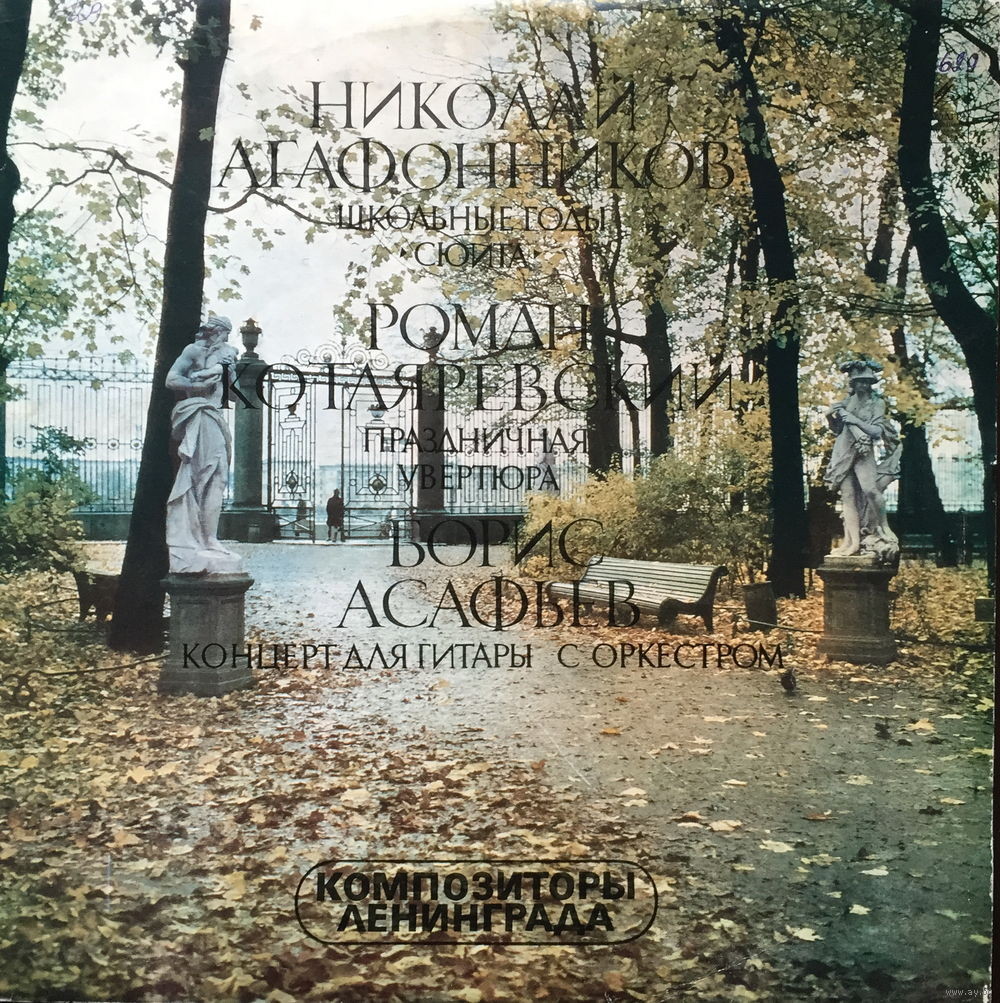 НИКОЛАЙ
АГАФОННИКОВ
ШКОЛЬНЫЕ ГОДЫ
СЮИТА
РОМАН
КОТЛЯРЕВСКИЙ
ПРАЗДНИЧНАЯ
УВЕРТЮРА
БОРИС
АСАФЬЕВ
КОНЦЕРТ ДЛЯ ГИТАРЫ С ОРКЕСТРОМ
КОМПОЗИТОРЫ
ЛЕНИНГРАДА